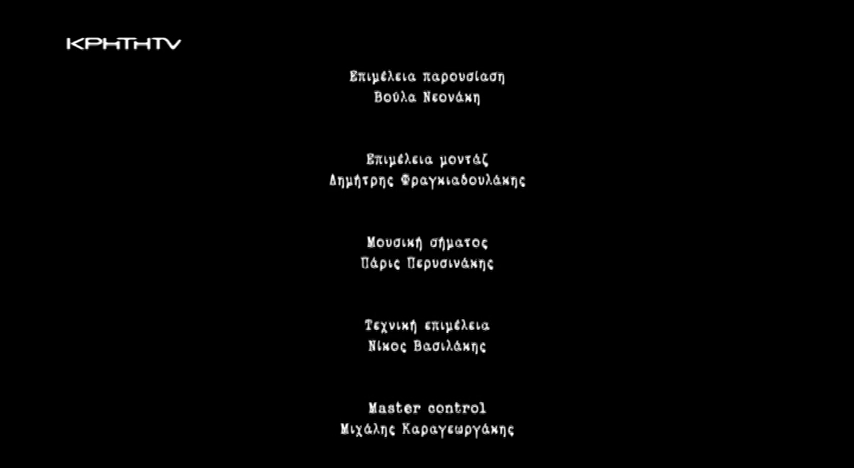 ΚΡΗΤΗTV
Επιμέλεια παρουσίαση
Βούλα Νεονάκη
Επιμέλεια μοντάζ
Δημήτρης Φραγκιαδουλάκης
Μουσική σήματος
Πάρις Περυσινάκης
Τεχνική επιμέλεια
Νίκος Βασιλάκης
Master control
Μιχάλης Καραγεωργάκης